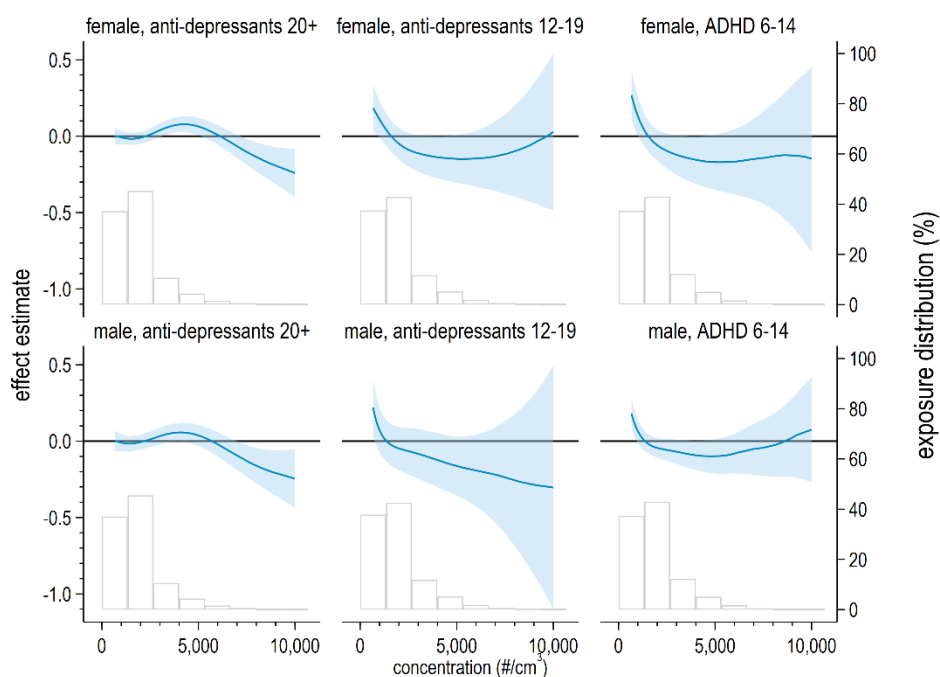 female, anti-depressants 20+
female, anti-depressants 12-19
female, ADHD 6-14
0.5
0.0
-0.5
-1.0
100
80
60
40
20
0
effect estimate
exposure distribution (%)
male, anti-depressants 20+
male, anti-depressants 12-19
male, ADHD 6-14
0.5
0.0
-0.5
-1.0
100
80
60
40
20
0
0 5,000 10,000
0 5,000 10,000
0 5,000 10,000
concentration (#/cm³)